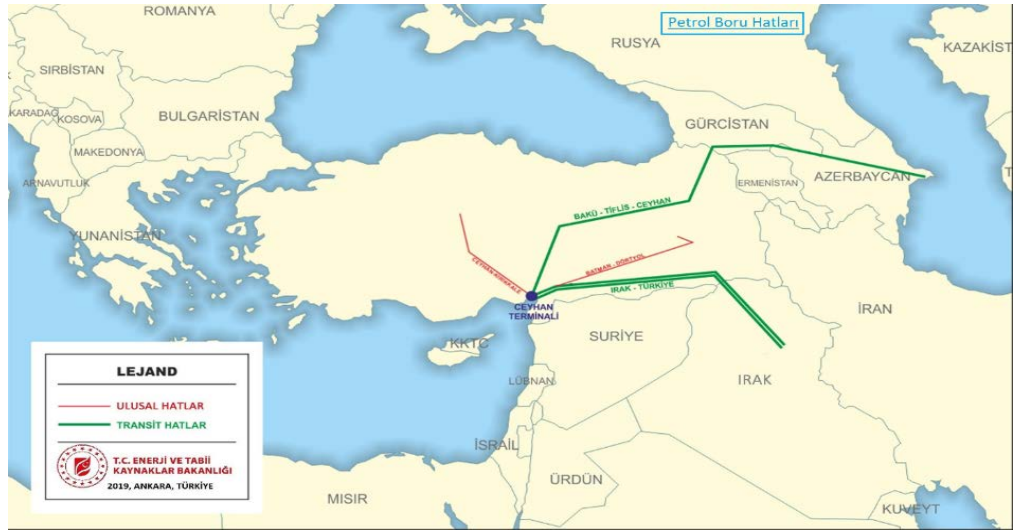 ROMANYA
Petrol Boru Hatları
RUSYA
KAZAKİST
SIRBİSTAN
KARADAĞ
KOSOVA
BULGARİSTAN
GÜRCİSTAN
MAKEDONYA
ARNAVUTLUK
ERMENİSTAN
AZERBAYCAN
T
YUNANİSTAN
BAKÜ - TİFLİS - CEYHAN
CEYHAN-KIRIKKALE
BATMAN - DÖRTYOL
IRAK - TÜRKİYE
CEYHAN
TERMİNALİ
İRAN
SURİYE
KKTC
LÜBNAN
IRAK
İSRAİL
ÜRDÜN
MISIR
KUVEYT
LEJAND
ULUSAL HATLAR
TRANSİT HATLAR
T.C. ENERJİ VE TABİİ
KAYNAKLAR BAKANLIĞI
2019, ANKARA, TÜRKİYE